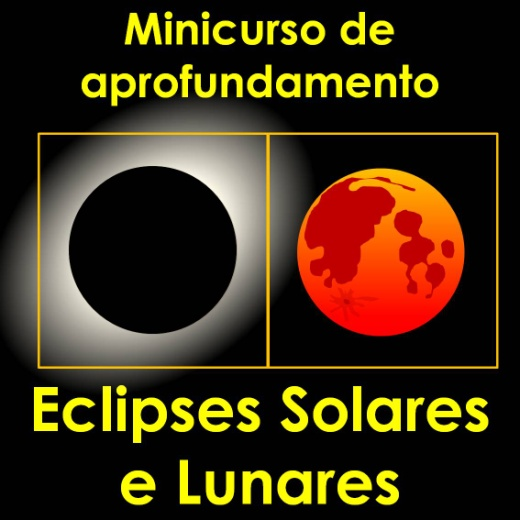 Minicurso de
aprofundamento
Eclipses Solares
e Lunares